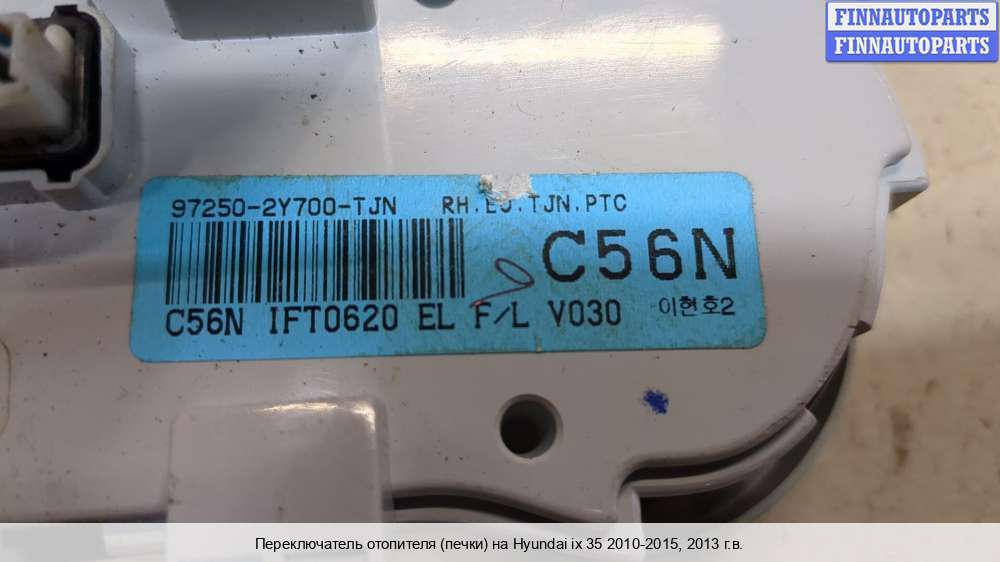 FINNAUTOPARTS
FINNAUTOPARTS
97250-2Y700-TJN RH.EU.TJN.PTC
C56N
C56N IFT0620 EL F/L V030 이현호2
Переключатель отопителя (печки) на Hyundai ix 35 2010-2015, 2013 г.в.